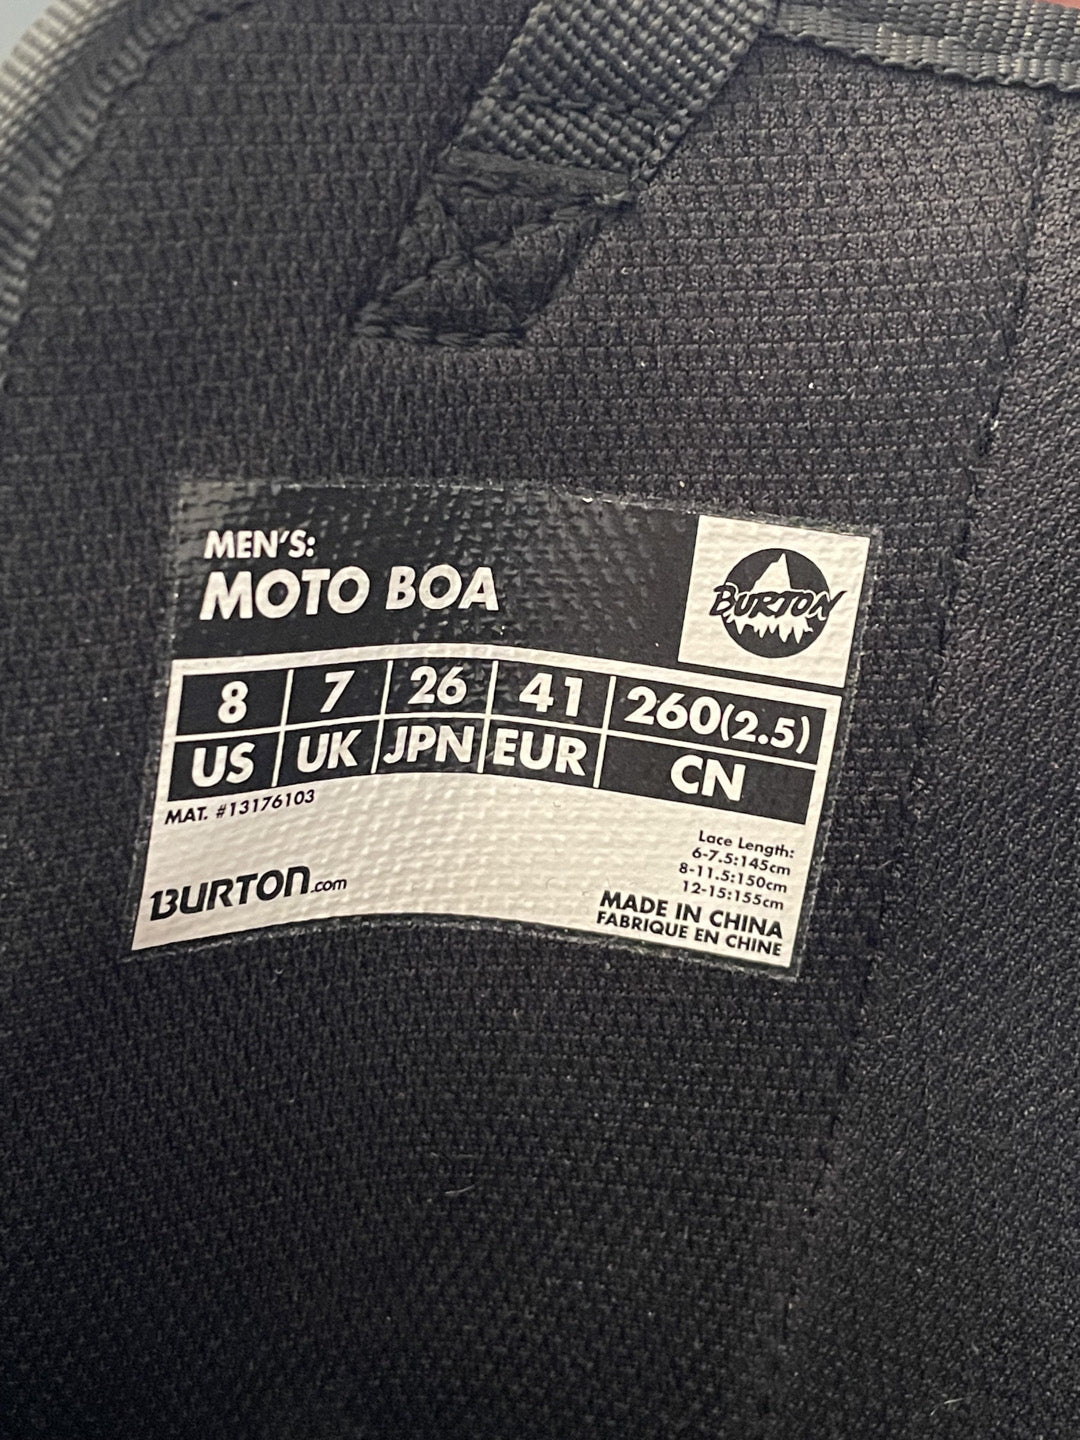 MEN'S:
MOTO BOA
BURTON
8 7 26 41 260(2.5)
US UK JPN EUR CN
MAT. #13176103
Lace Length:
6-7.5:145cm
8-11.5:150cm
12-15:155cm
BURTON.com
MADE IN CHINA
FABRIQUE EN CHINE